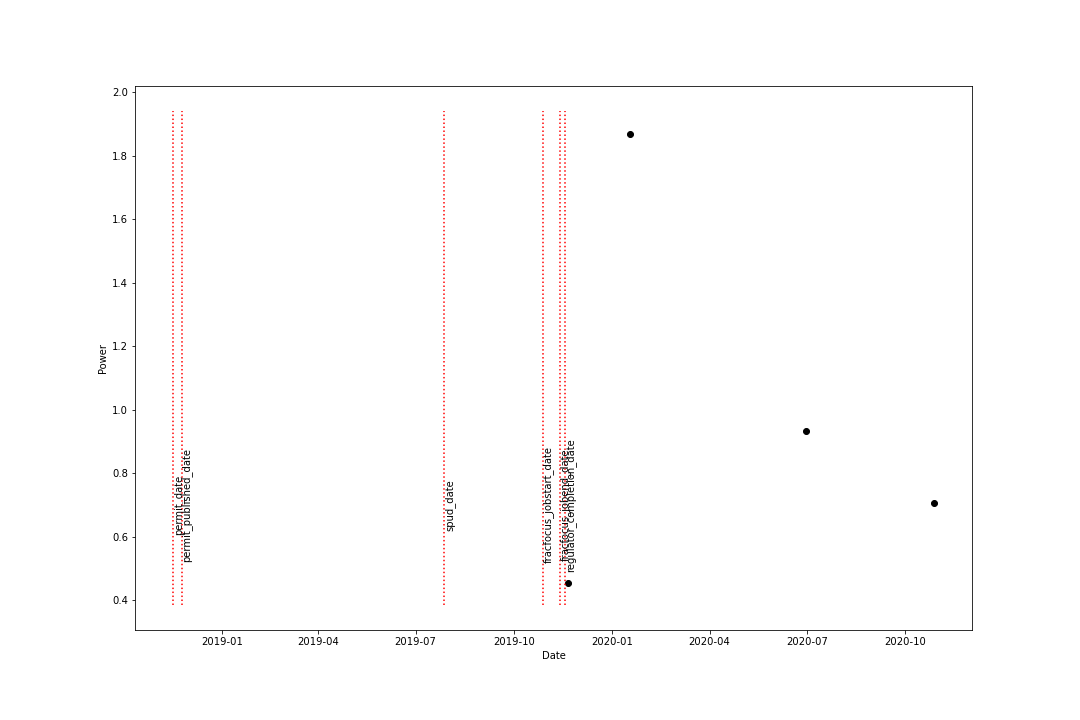 2.0
1.8
1.6
1.4
1.2
1.0
0.8
0.6
0.4
Power
permit_date
permit_published_date
spud_date
fracfocus_jobstart_date
fracfocus_jobend_date
regulator_completion_date
2019-01
2019-04
2019-07
2019-10
2020-01
2020-04
2020-07
2020-10
Date